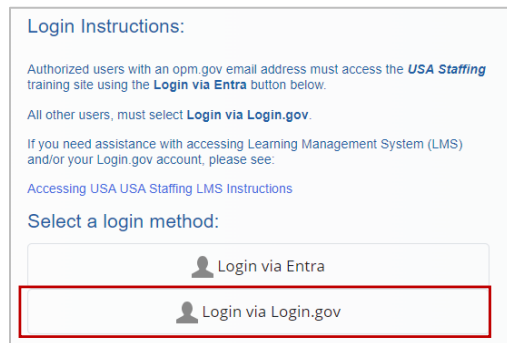 Login Instructions:
Authorized users with an opm.gov email address must access the USA Staffing
training site using the Login via Entra button below.
All other users, must select Login via Login.gov.
If you need assistance with accessing Learning Management System (LMS)
and/or your Login.gov account, please see:
Accessing USA USA Staffing LMS Instructions
Select a login method:
Login via Entra
Login via Login.gov